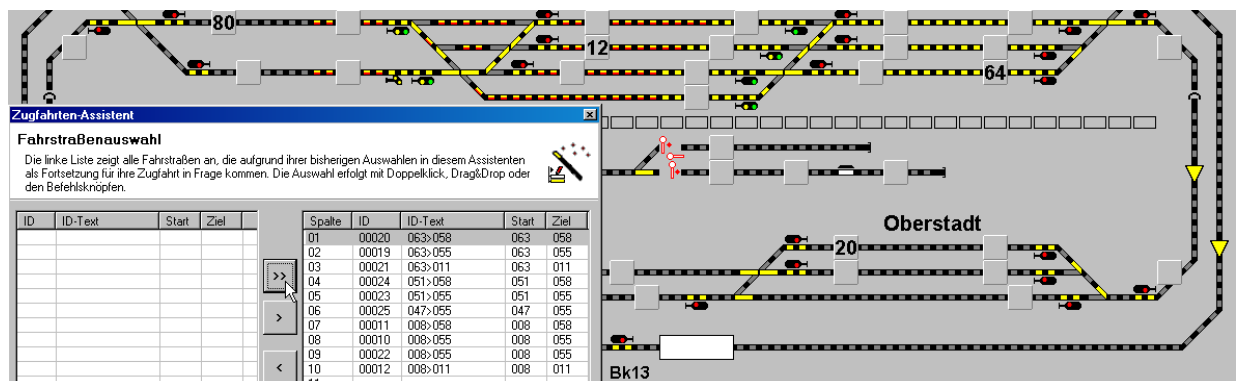 80
12
64
Zugfahrten-Assistent
Fahrstraßenauswahl
Die linke Liste zeigt alle Fahrstraßen an, die aufgrund ihrer bisherigen Auswahlen in diesem Assistenten
als Fortsetzung für ihre Zugfahrt in Frage kommen. Die Auswahl erfolgt mit Doppelklick, Drag&Drop oder
den Befehlsknöpfen.
ID ID-Text Start Ziel
Spalte ID ID-Text Start Ziel
01 00020 063>058 063 058
02 00019 063>055 063 055
03 00021 063>011 063 011
04 00024 051>058 051 058
05 00023 051>055 051 055
06 00025 047>055 047 055
07 00011 008>058 008 058
08 00010 008>055 008 055
09 00022 008>055 008 055
10 00012 008>011 008 011
>>
>
<
Oberstadt
20
Bk13